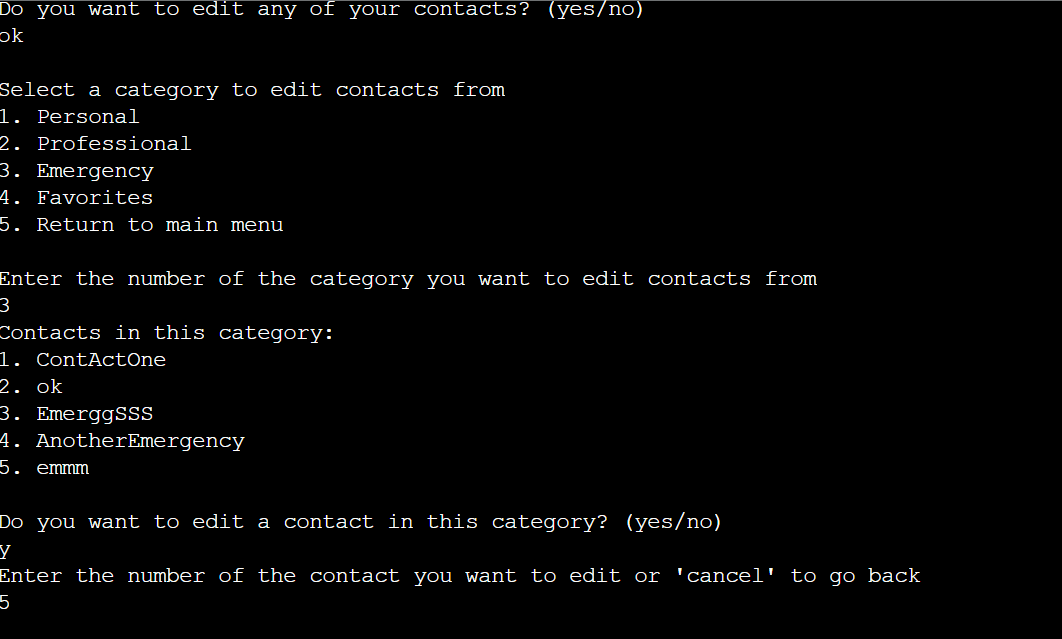 Do you want to edit any of your contacts? (yes/no)
ok
Select a category to edit contacts from
1. Personal
2. Professional
3. Emergency
4. Favorites
5. Return to main menu
Enter the number of the category you want to edit contacts from
3
Contacts in this category:
1. ContActOne
2. ok
3. EmerggSSS
4. AnotherEmergency
5. emmm
Do you want to edit a contact in this category? (yes/no)
y
Enter the number of the contact you want to edit or 'cancel' to go back
5